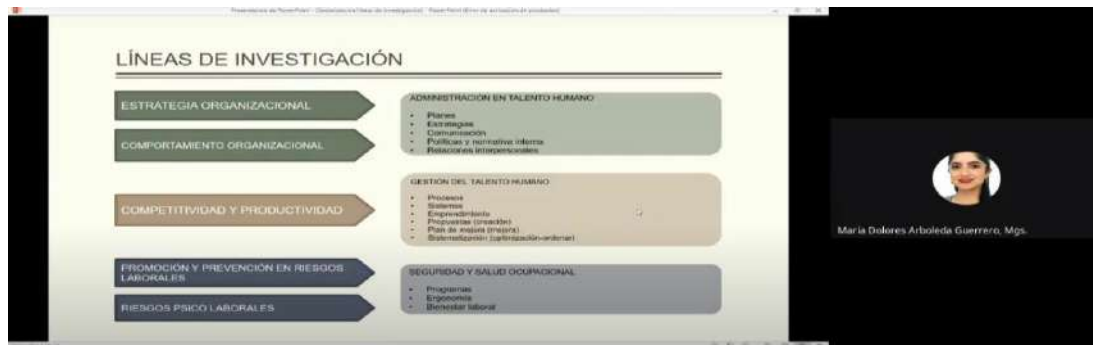 LÍNEAS DE INVESTIGACIÓN
ESTRATEGIA ORGANIZACIONAL
COMPORTAMIENTO ORGANIZACIONAL
ADMINISTRACIÓN EN TALENTO HUMANO
• Planes
• Estrategias
• Comunicación
• Políticas y normativa interna
• Relaciones interpersonales
COMPETITIVIDAD Y PRODUCTIVIDAD
GESTIÓN DEL TALENTO HUMANO
• Procesos
• Sistemas
• Emprendimiento
• Propuestas (creación)
• Plan de mejora (mejora)
• Sistematización (optimización-ordenar)
PROMOCIÓN Y PREVENCIÓN EN RIESGOS
LABORALES
RIESGOS PSICO LABORALES
SEGURIDAD Y SALUD OCUPACIONAL
• Programas
• Ergonomía
• Bienestar laboral
Maria Dolores Arboleda Guerrero, Mgs.